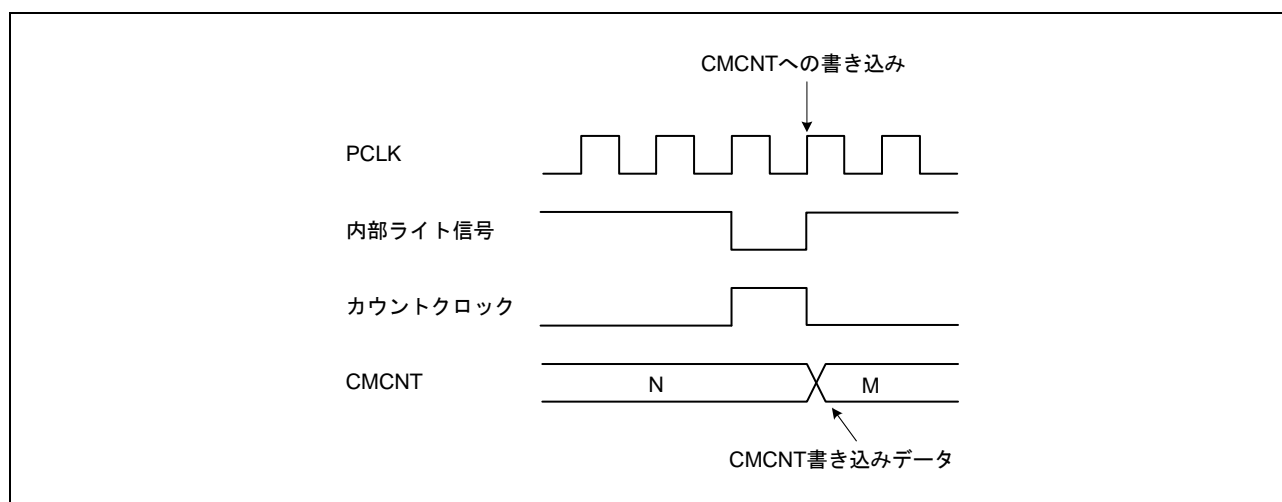 CMCNTへの書き込み
PCLK
内部ライト信号
カウントクロック
CMCNT
N
M
CMCNT書き込みデータ